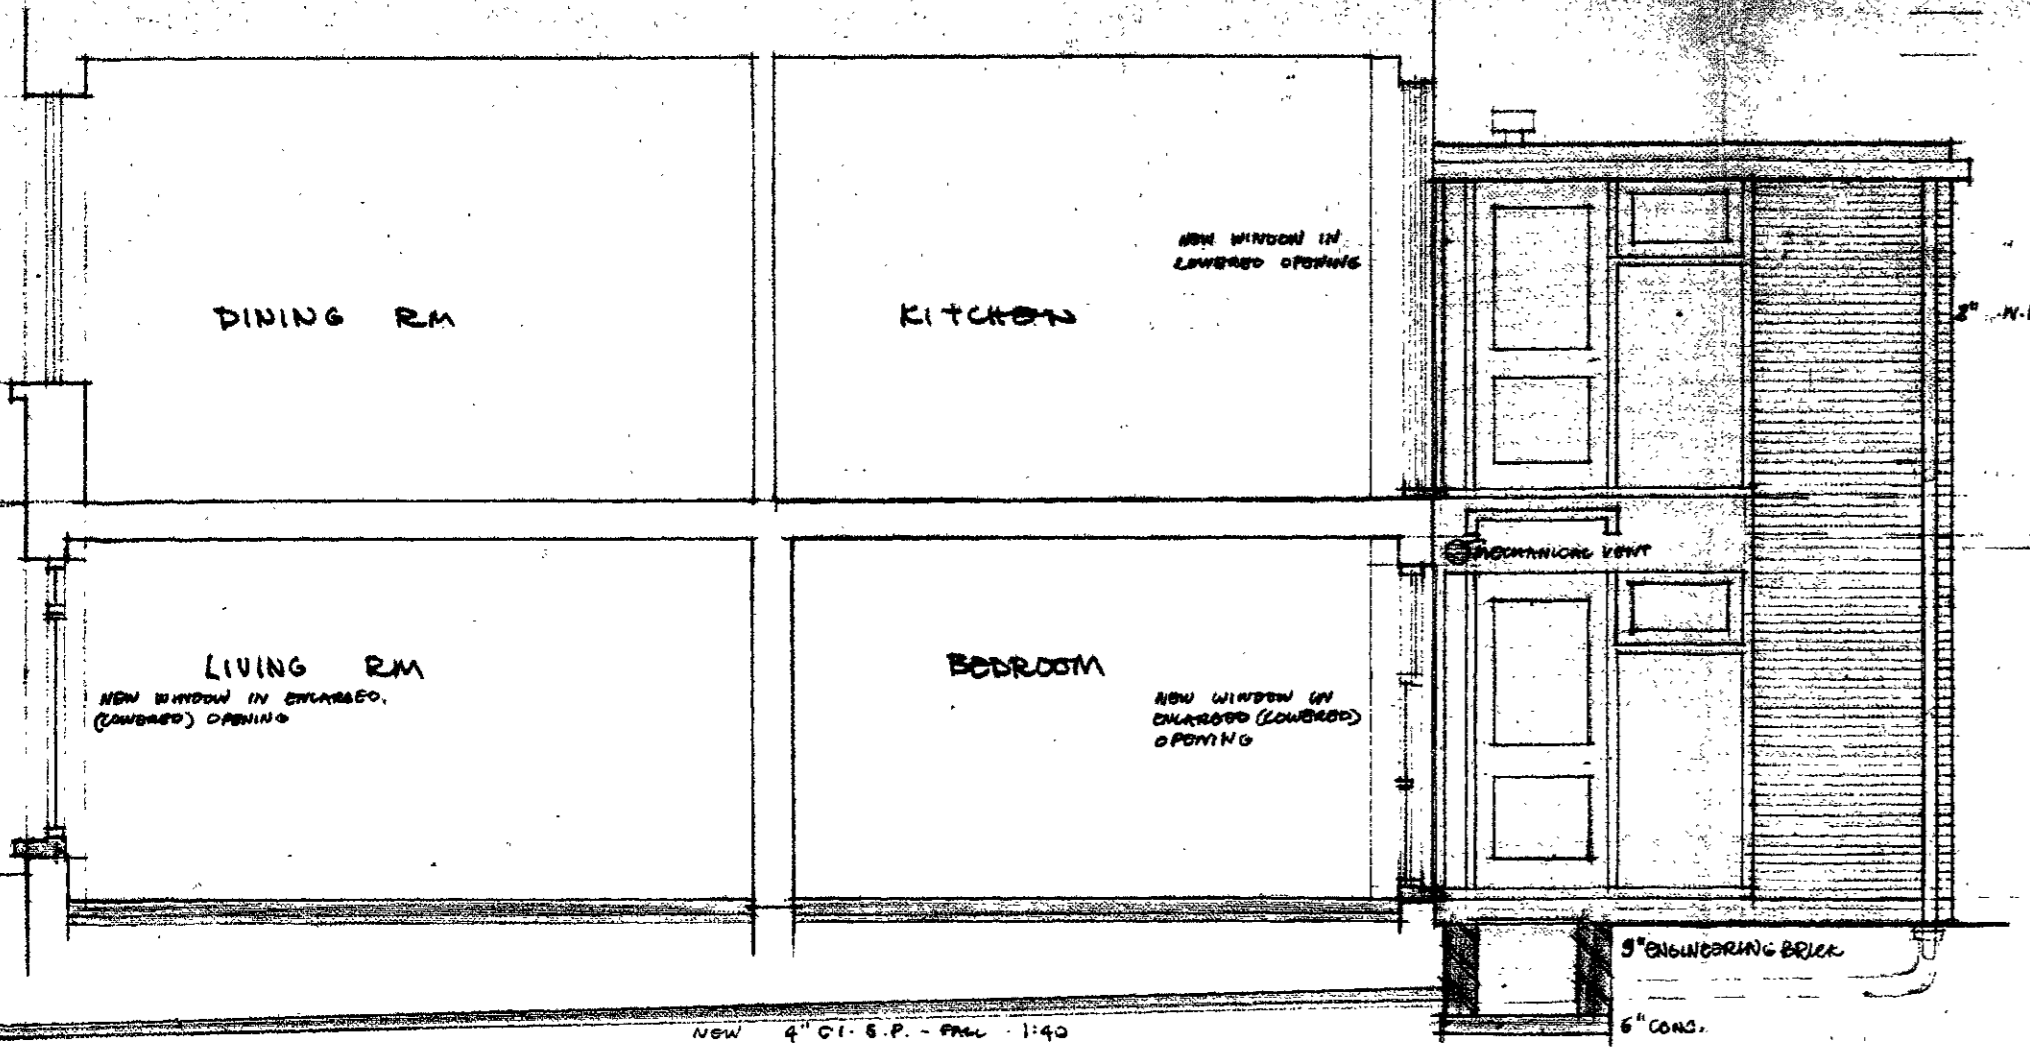 NEW WINDOW IN
LOWERED OPENING
DINING RM
KITCHEN
8"
MECHANICAL VENT
LIVING RM
NEW WINDOW IN ENLARGED.
(LOWERED) OPENING
BEDROOM
NEW WINDOW IN
ENLARGED (LOWERED)
OPENING
9" ENGINEERING BRICK
NEW 4" C.I. S.P. - FALL 1:40
6" CONC.